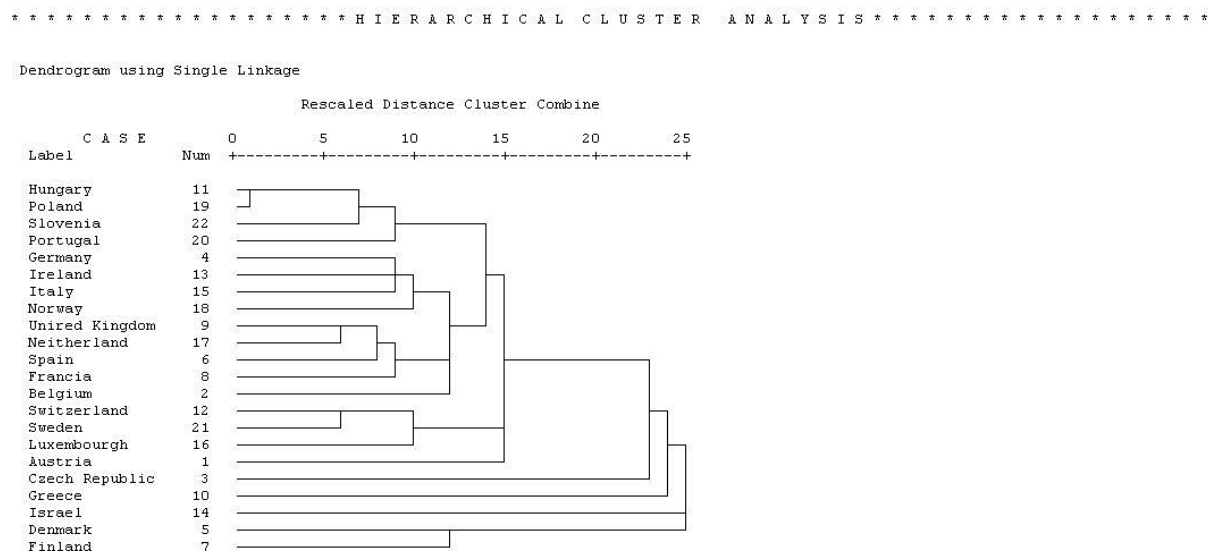 * * * * * * * * * * * * * * * * * * * H I E R A R C H I C A L   C L U S T E R   A N A L Y S I S * * * * * * * * * * * * * * * * * * *
Dendrogram using Single Linkage
Rescaled Distance Cluster Combine
C A S E 0 5 10 15 20 25
Label Num +---------+---------+---------+---------+---------+
Hungary 11
Poland 19
Slovenia 22
Portugal 20
Germany 4
Ireland 13
Italy 15
Norway 18
Unired Kingdom 9
Neitherland 17
Spain 6
Francia 8
Belgium 2
Switzerland 12
Sweden 21
Luxembourgh 16
Austria 1
Czech Republic 3
Greece 10
Israel 14
Denmark 5
Finland 7